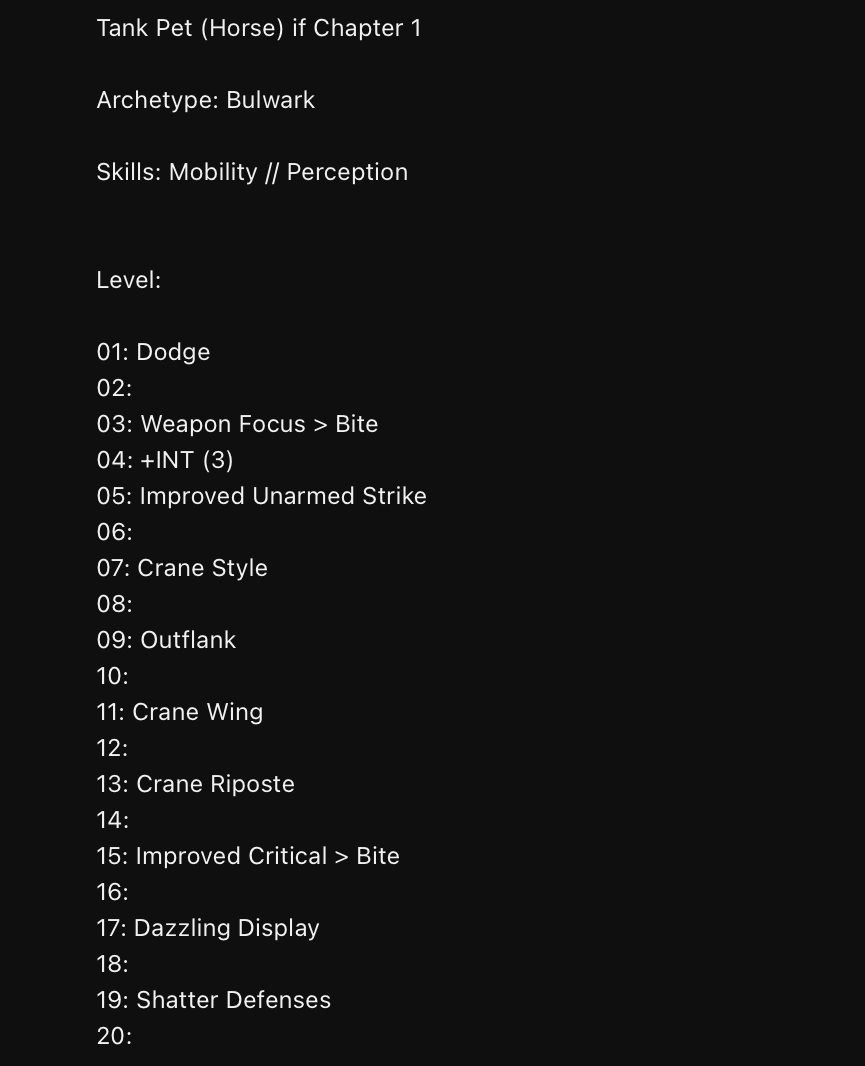 Tank Pet (Horse) if Chapter 1
Archetype: Bulwark
Skills: Mobility // Perception
Level:
01: Dodge
02:
03: Weapon Focus > Bite
04: +INT (3)
05: Improved Unarmed Strike
06:
07: Crane Style
08:
09: Outflank
10:
11: Crane Wing
12:
13: Crane Riposte
14:
15: Improved Critical > Bite
16:
17: Dazzling Display
18:
19: Shatter Defenses
20: